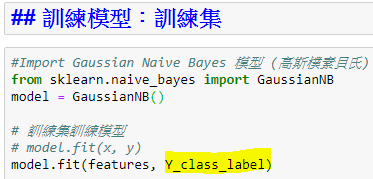 ## 訓練模型：訓練集
#Import Gaussian Naive Bayes 模型 (高斯樸素貝氏)
from sklearn.naive_bayes import GaussianNB
model = GaussianNB()
# 訓練集訓練模型
# model.fit(x, y)
model.fit(features, Y_class_label)